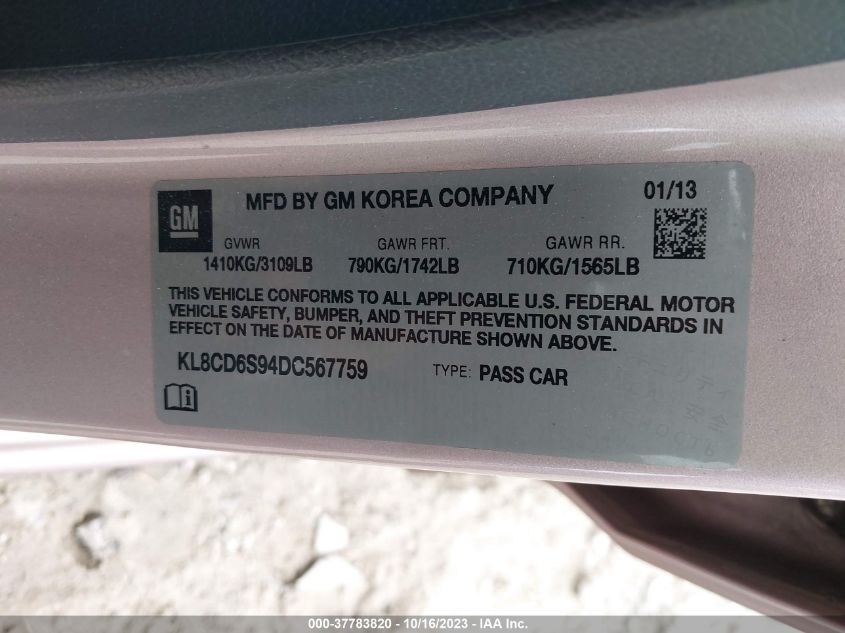 GM
MFD BY GM KOREA COMPANY
01/13
GVWR
GAWR FRT.
GAWR RR.
1410KG/3109LB
790KG/1742LB
710KG/1565LB
THIS VEHICLE CONFORMS TO ALL APPLICABLE U.S. FEDERAL MOTOR
VEHICLE SAFETY, BUMPER, AND THEFT PREVENTION STANDARDS IN
EFFECT ON THE DATE OF MANUFACTURE SHOWN ABOVE.
KL8CD6S94DC567759
TYPE: PASS CAR
000-37783820 - 10/16/2023 - IAA Inc.